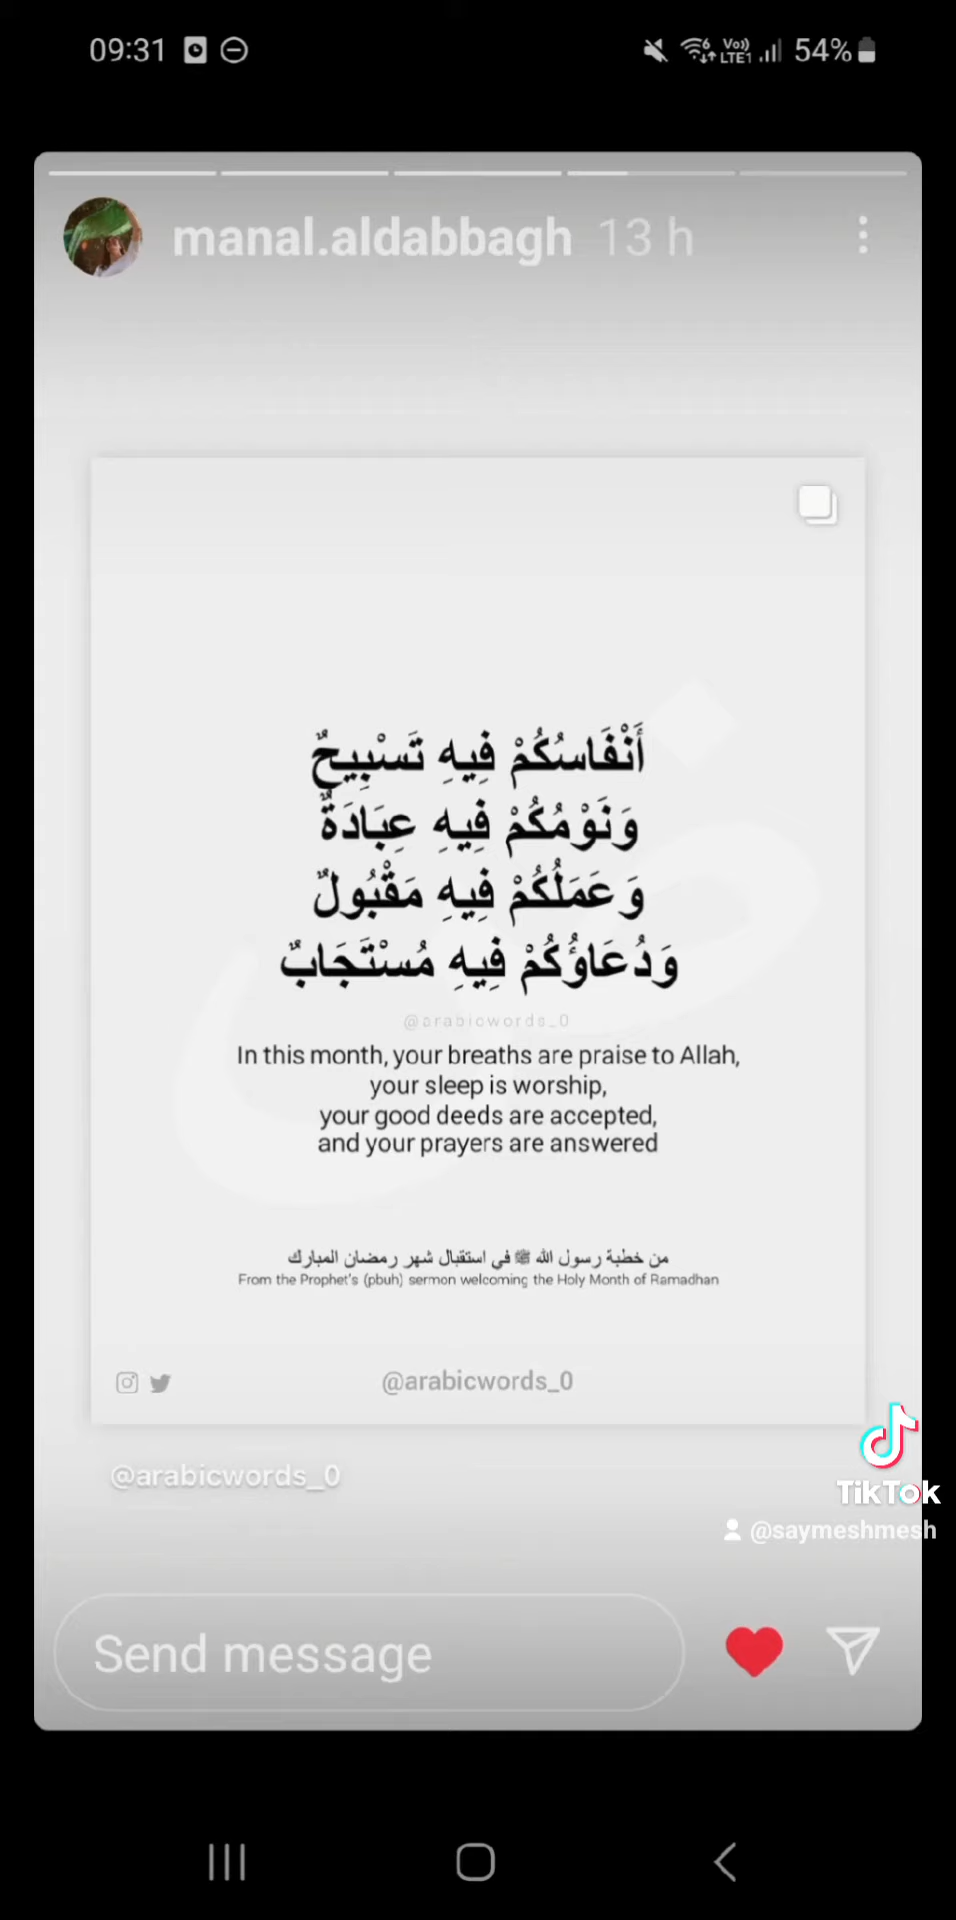 09:31
Vo))
LTE1
54%
manal.aldabbagh 13 h
أَنْفَاسُكُمْ فِيهِ تَسْبِيحٌ
وَنَوْمُكُمْ فِيهِ عِبَادَةٌ
وَعَمَلُكُمْ فِيهِ مَقْبُولٌ
وَدُعَاؤُكُمْ فِيهِ مُسْتَجَابٌ
@arabicwords_0
In this month, your breaths are praise to Allah,
your sleep is worship,
your good deeds are accepted,
and your prayers are answered
من خطبة رسول الله ﷺ في استقبال شهر رمضان المبارك
From the Prophet's (pbuh) sermon welcoming the Holy Month of Ramadhan
@arabicwords_0
@arabicwords_0
TikTok
@saymeshmesh
Send message